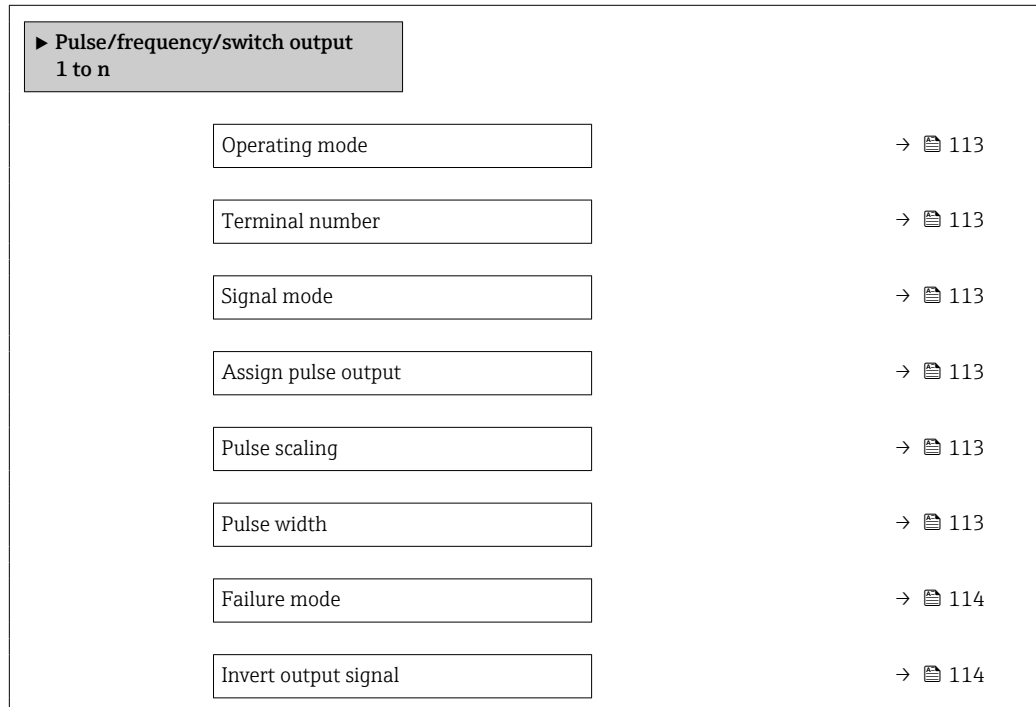 ▶ Pulse/frequency/switch output
1 to n
Operating mode → 113
Terminal number → 113
Signal mode → 113
Assign pulse output → 113
Pulse scaling → 113
Pulse width → 113
Failure mode → 114
Invert output signal → 114